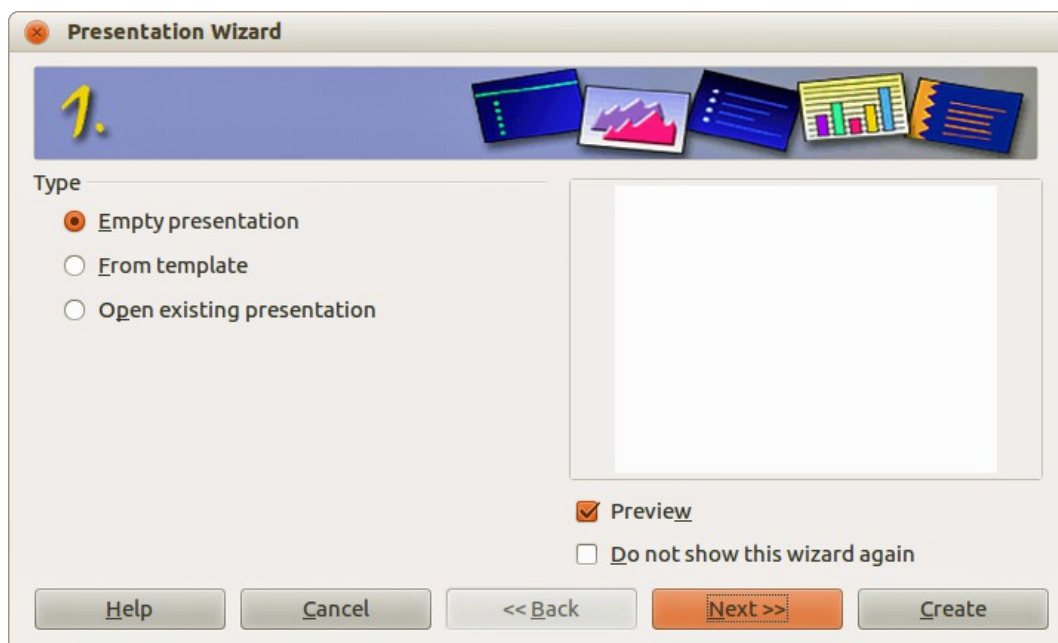 Presentation Wizard
1.
Type
Empty presentation
From template
Open existing presentation
Preview
Do not show this wizard again
Help Cancel << Back Next >> Create